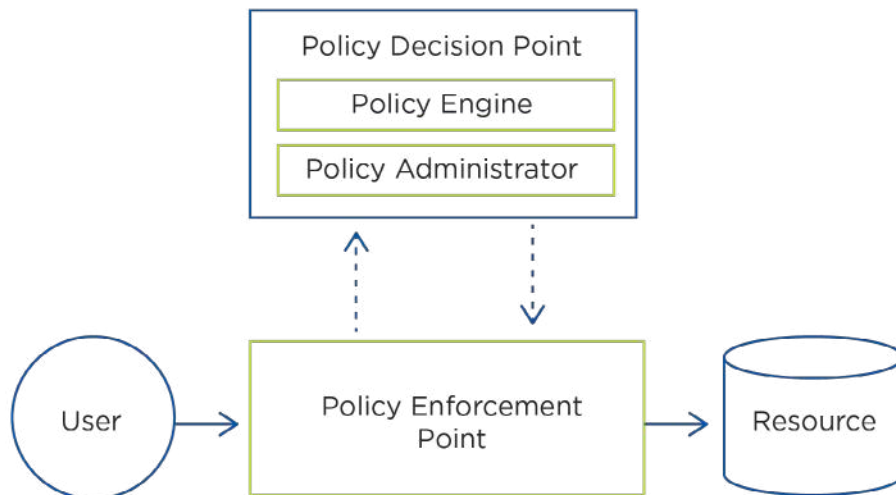 Policy Decision Point
Policy Engine
Policy Administrator
User
Policy Enforcement
Point
Resource